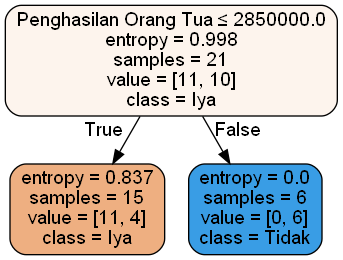 Penghasilan Orang Tua ≤ 2850000.0
entropy = 0.998
samples = 21
value = [11, 10]
class = Iya
True
False
entropy = 0.837
samples = 15
value = [11, 4]
class = Iya
entropy = 0.0
samples = 6
value = [0, 6]
class = Tidak